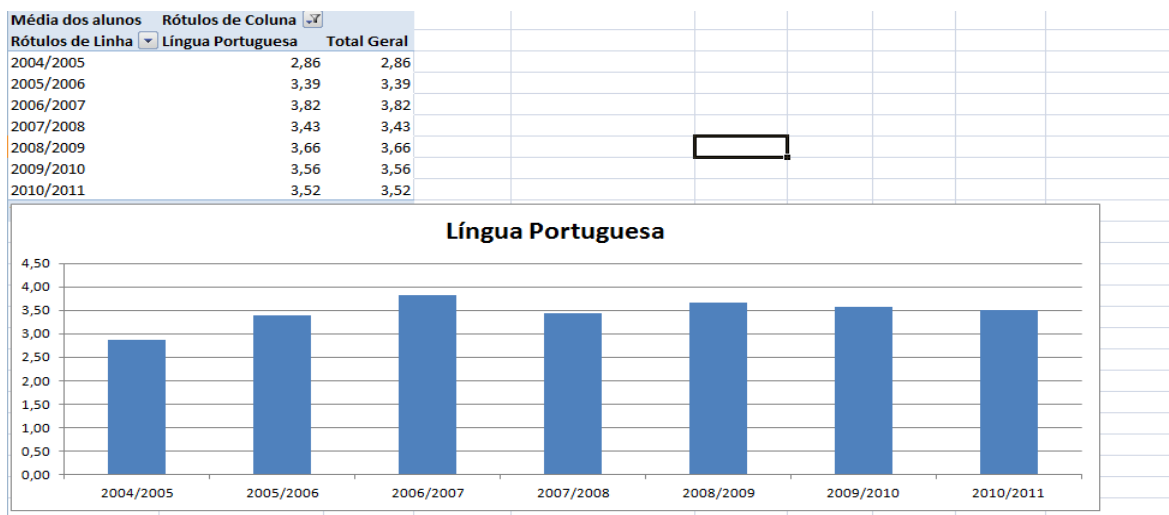 Média dos alunos Rótulos de Coluna
Rótulos de Linha Língua Portuguesa Total Geral
2004/2005 2,86 2,86
2005/2006 3,39 3,39
2006/2007 3,82 3,82
2007/2008 3,43 3,43
2008/2009 3,66 3,66
2009/2010 3,56 3,56
2010/2011 3,52 3,52
Língua Portuguesa
4,50
4,00
3,50
3,00
2,50
2,00
1,50
1,00
0,50
0,00
2004/2005 2005/2006 2006/2007 2007/2008 2008/2009 2009/2010 2010/2011